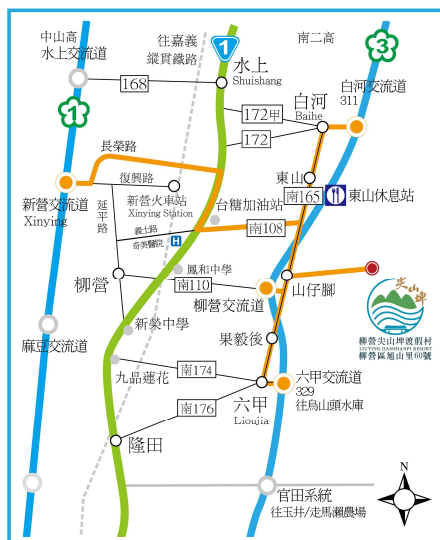 中山高
水上交流道
往嘉義
縱貫鐵路
1
南二高
3
水上
Shuishang
168
白河交流道
311
1
172甲
白河
Baihe
172
長榮路
復興路
東山
南165
東山休息站
新營交流道
Xinying
延平路
新營火車站
Xinying Station
台糖加油站
義士路
奇美醫院
H
南108
柳營
鳳和中學
南110
山仔腳
柳營交流道
尖山埤
柳營尖山埤渡假村
LIUYING JIANSHANPI RESORT
柳營區旭山里60號
新榮中學
果毅後
麻豆交流道
九品蓮花
南174
六甲交流道
329
往烏山頭水庫
六甲
Lioujia
南176
隆田
N
官田系統
往玉井/走馬瀨農場